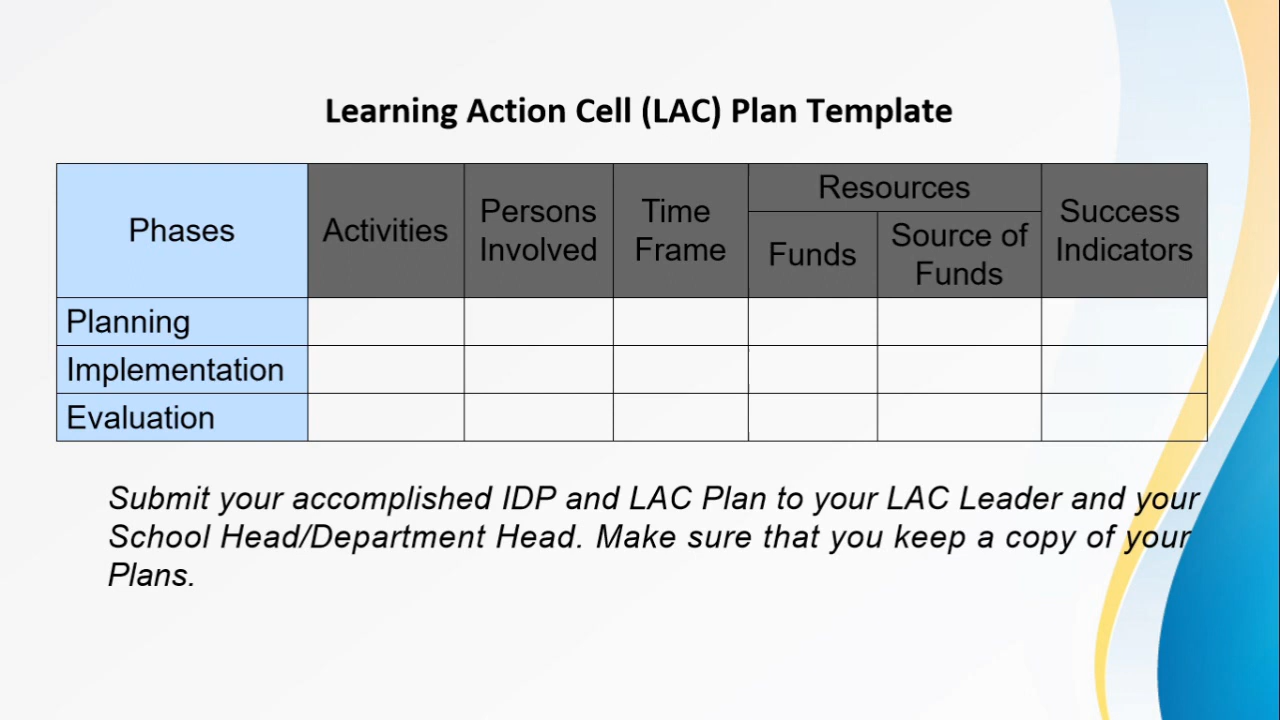 Learning Action Cell (LAC) Plan Template
Phases
Activities
Persons
Involved
Time
Frame
Resources
Funds
Source of
Funds
Success
Indicators
Planning
Implementation
Evaluation
Submit your accomplished IDP and LAC Plan to your LAC Leader and your
School Head/Department Head. Make sure that you keep a copy of your
Plans.